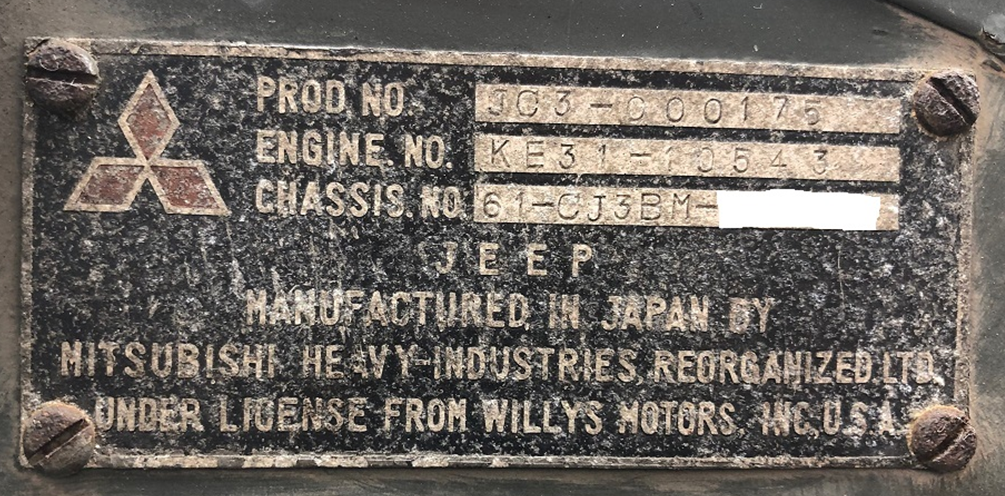 PROD. NO. JC3-C00175
ENGINE. NO. KE31-10543
CHASSIS. NO. 61-CJ3BM-
JEEP
MANUFACTURED, IN JAPAN BY
MITSUBISHI HEAVY-INDUSTRIES, REORGANIZED. LTD.
UNDER LICENSE FROM WILLYS MOTORS, INC, U.S.A.